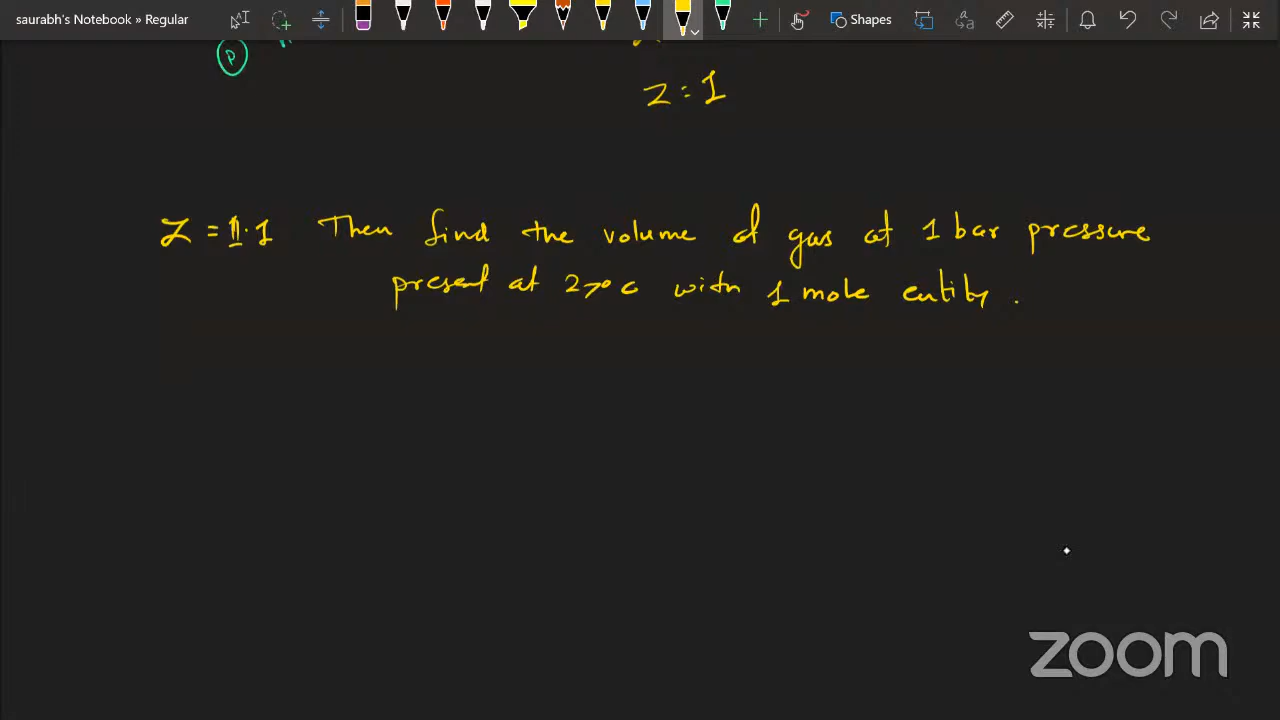 saurabh's Notebook » Regular
Shapes
P
Z = 1
Z = 1.1 Then find the volume of gas at 1 bar pressure
present at 27°C with 1 mole entity.
zoom